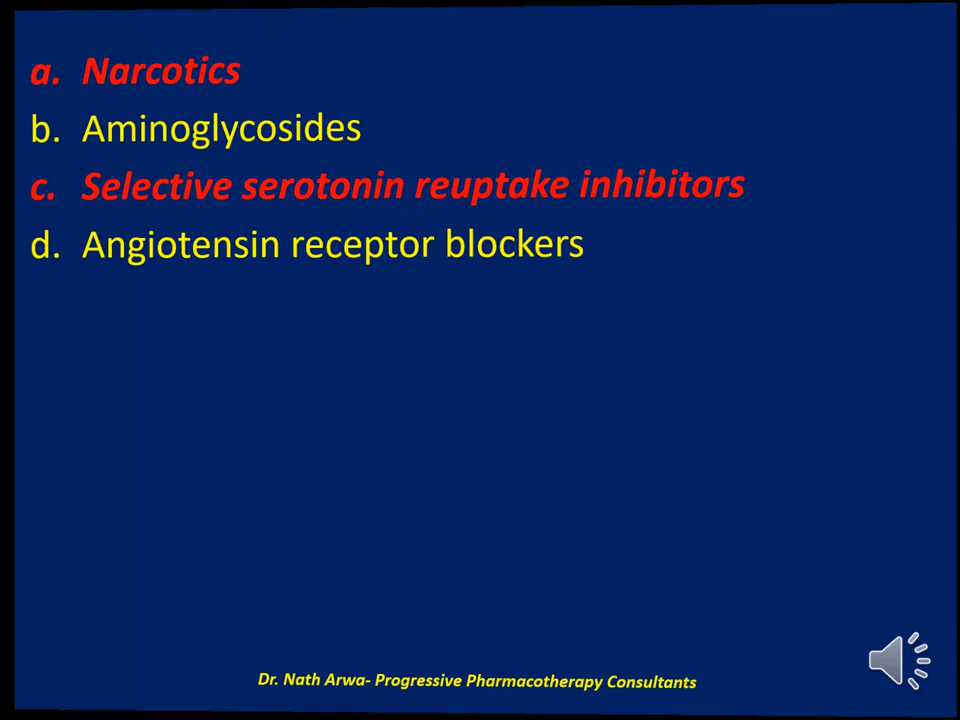 a. Narcotics
b. Aminoglycosides
c. Selective serotonin reuptake inhibitors
d. Angiotensin receptor blockers
Dr. Nath Arwa- Progressive Pharmacotherapy Consultants